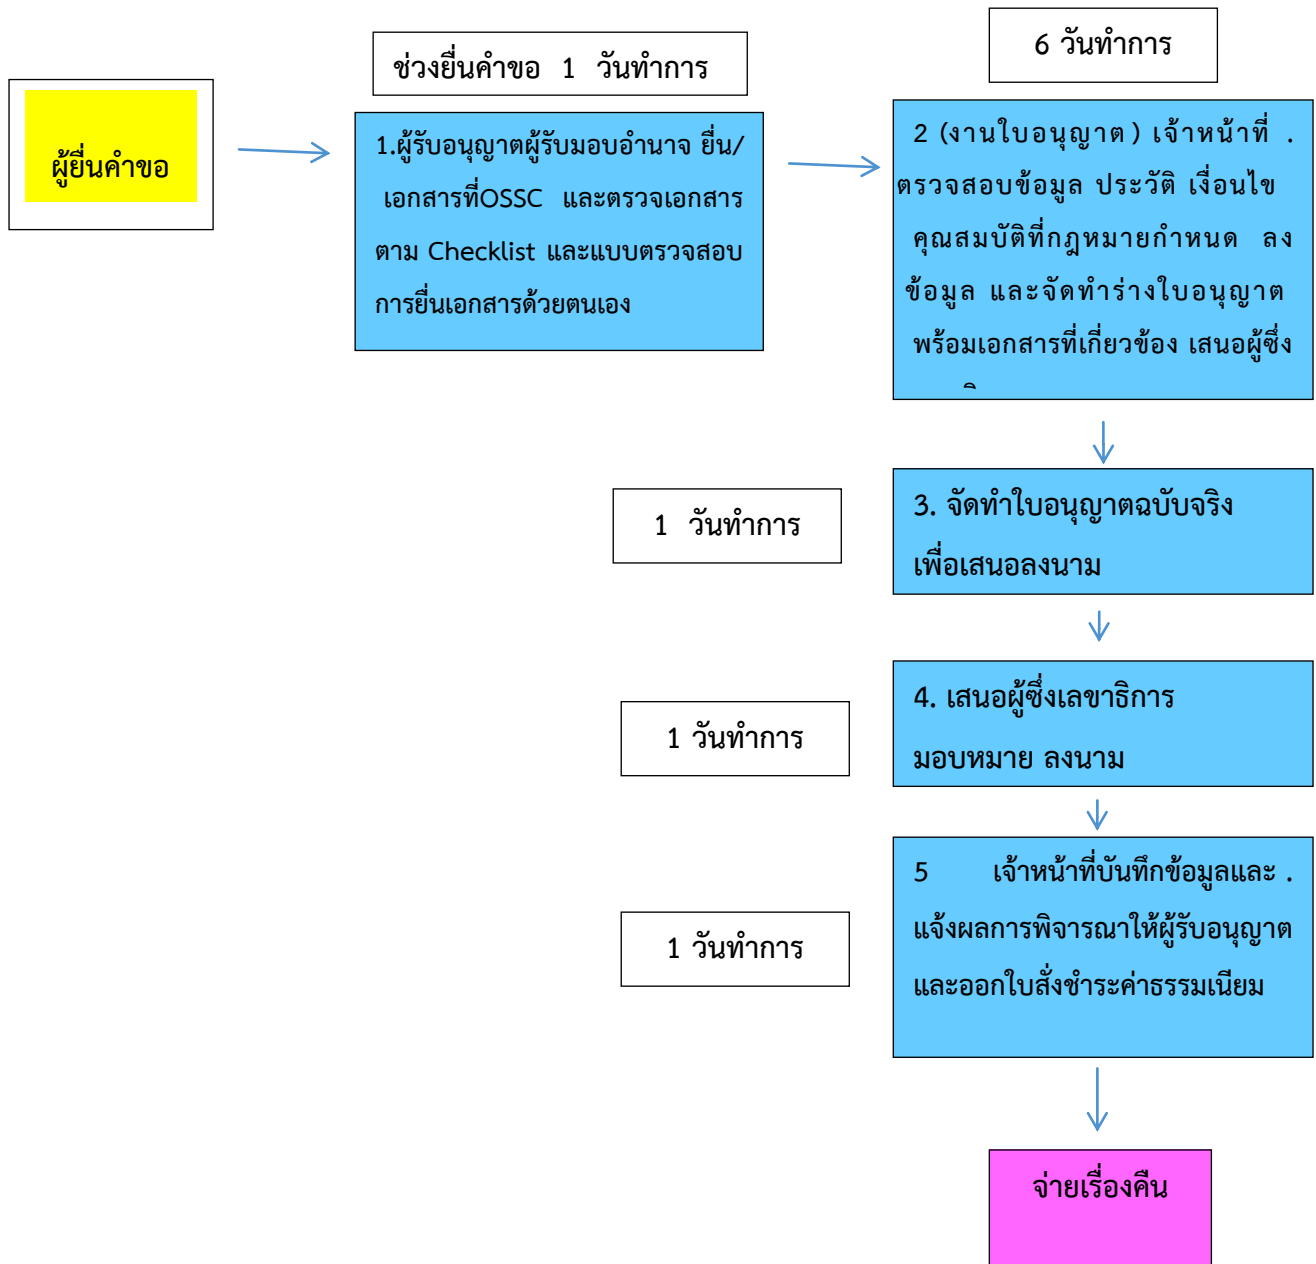 ผู้ยื่นคำขอ
ช่วงยื่นคำขอ 1 วันทำการ
1.ผู้รับอนุญาตผู้รับมอบอำนาจ ยื่น/
เอกสารที่OSSC และตรวจเอกสาร
ตาม Checklist และแบบตรวจสอบ
การยื่นเอกสารด้วยตนเอง
6 วันทำการ
2 (งานใบอนุญาต) เจ้าหน้าที่ .
ตรวจสอบข้อมูล ประวัติ เงื่อนไข
คุณสมบัติที่กฎหมายกำหนด ลง
ข้อมูล และจัดทำร่างใบอนุญาต
พร้อมเอกสารที่เกี่ยวข้อง เสนอผู้ซึ่ง
1 วันทำการ
3. จัดทำใบอนุญาตฉบับจริง
เพื่อเสนอลงนาม
1 วันทำการ
4. เสนอผู้ซึ่งเลขาธิการ
มอบหมาย ลงนาม
1 วันทำการ
5 เจ้าหน้าที่บันทึกข้อมูลและ .
แจ้งผลการพิจารณาให้ผู้รับอนุญาต
และออกใบสั่งชำระค่าธรรมเนียม
จ่ายเรื่องคืน